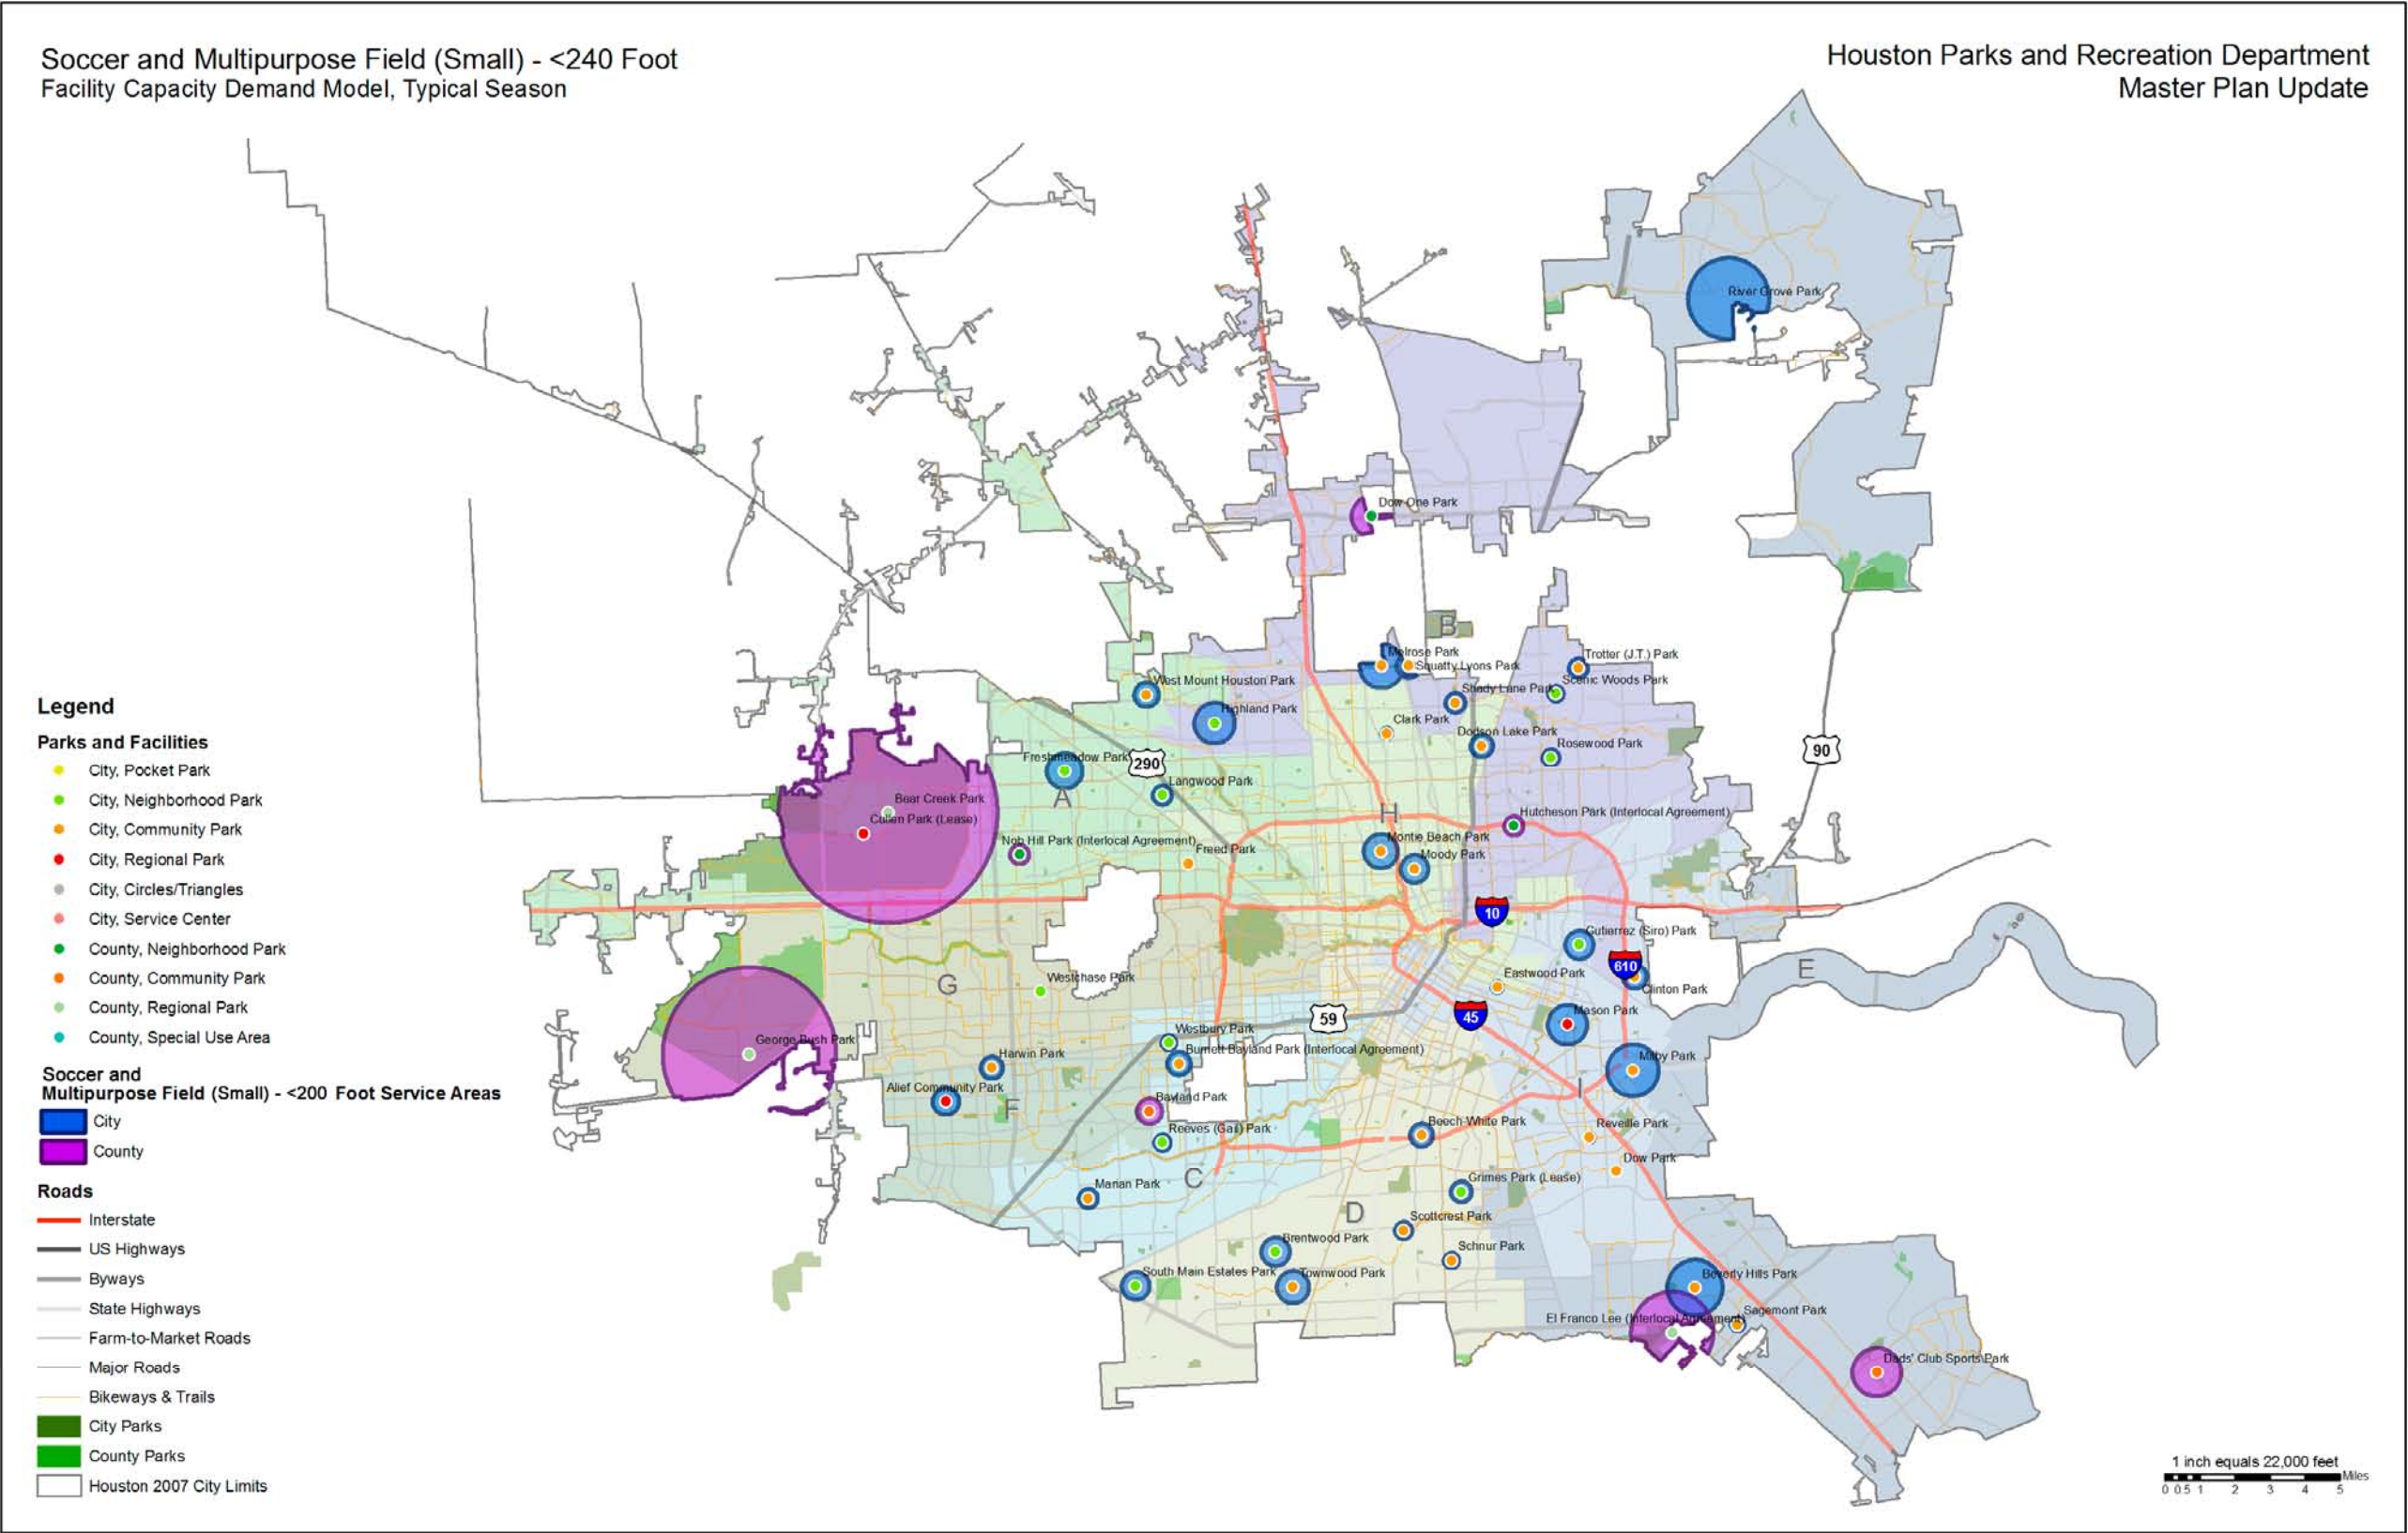 Soccer and Multipurpose Field (Small) - <240 Foot
Facility Capacity Demand Model, Typical Season
Houston Parks and Recreation Department
Master Plan Update
River Grove Park
Dow One Park
B
Melrose Park
Squatty Lyons Park
Trotter (J.T.) Park
West Mount Houston Park
Scenic Woods Park
Shady Lane Park
Highland Park
Clark Park
Dodson Lake Park
Rosewood Park
90
Freshmeadow Park
290
Langwood Park
A
Bear Creek Park
Cullen Park (Lease)
H
Hutcheson Park (Interlocal Agreement)
Nob Hill Park (Interlocal Agreement)
Freed Park
Montie Beach Park
Moody Park
10
Gutierrez (Siro) Park
610
E
Westchase Park
G
Eastwood Park
Clinton Park
59
45
Mason Park
Westbury Park
George Bush Park
Harwin Park
Burnett Bayland Park (Interlocal Agreement)
Milby Park
Alief Community Park
F
Bayland Park
I
Reeves (Gail) Park
Beech White Park
Reveille Park
Dow Park
C
Marian Park
Grimes Park (Lease)
D
Scottcrest Park
Brentwood Park
Schnur Park
South Main Estates Park
Townwood Park
Beverly Hills Park
El Franco Lee (Interlocal Agreement)
Sagemont Park
Dads' Club Sports Park
Legend
Parks and Facilities
City, Pocket Park
City, Neighborhood Park
City, Community Park
City, Regional Park
City, Circles/Triangles
City, Service Center
County, Neighborhood Park
County, Community Park
County, Regional Park
County, Special Use Area
Soccer and
Multipurpose Field (Small) - <200 Foot Service Areas
City
County
Roads
Interstate
US Highways
Byways
State Highways
Farm-to-Market Roads
Major Roads
Bikeways & Trails
City Parks
County Parks
Houston 2007 City Limits
1 inch equals 22,000 feet
Miles
0 0.5 1 2 3 4 5